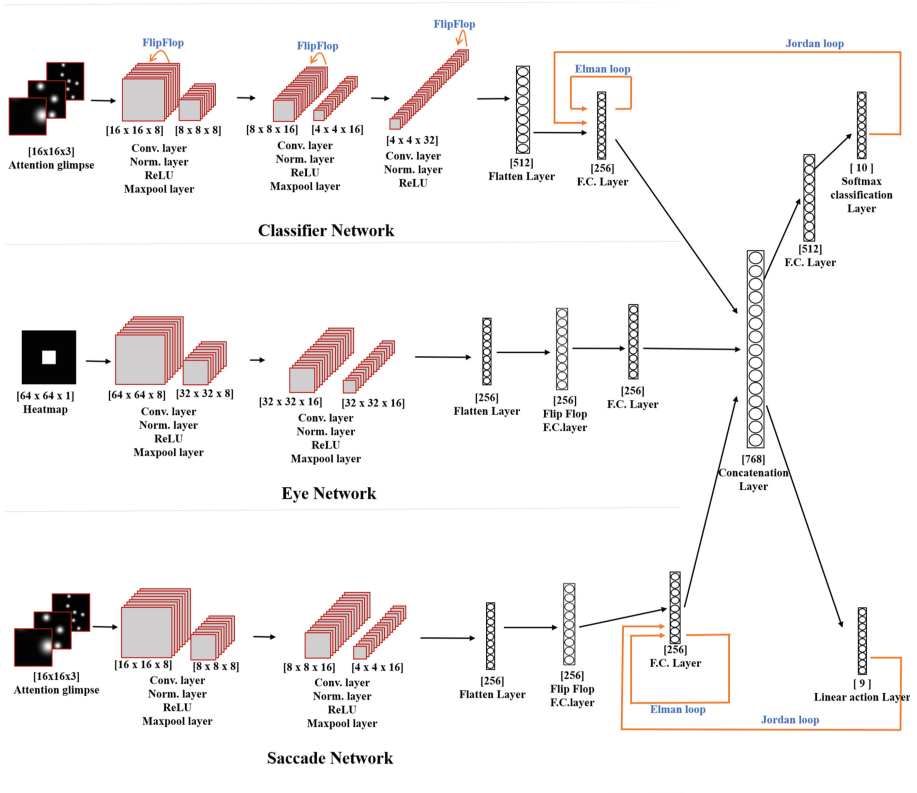 FlipFlop
FlipFlop
FlipFlop
Jordan loop
Elman loop
[16x16x3]
Attention glimpse
[16 x 16 x 8]
[8 x 8 x 8]
Conv. layer
Norm. layer
ReLU
Maxpool layer
[8 x 8 x 16]
[4 x 4 x 16]
Conv. layer
Norm. layer
ReLU
Maxpool layer
[4 x 4 x 32]
Conv. layer
Norm. layer
ReLU
[512]
Flatten Layer
[256]
F.C. Layer
[ 10 ]
Softmax
classification
Layer
[512]
F.C. Layer
Classifier Network
[64 x 64 x 1]
Heatmap
[64 x 64 x 8]
[32 x 32 x 8]
Conv. layer
Norm. layer
ReLU
Maxpool layer
[32 x 32 x 16]
[32 x 32 x 16]
Conv. layer
Norm. layer
ReLU
Maxpool layer
[256]
Flatten Layer
[256]
Flip Flop
F.C.layer
[256]
F.C. Layer
[768]
Concatenation
Layer
Eye Network
[16x16x3]
Attention glimpse
[16 x 16 x 8]
[8 x 8 x 8]
Conv. layer
Norm. layer
ReLU
Maxpool layer
[8 x 8 x 16]
[4 x 4 x 16]
Conv. layer
Norm. layer
ReLU
Maxpool layer
[256]
Flatten Layer
[256]
Flip Flop
F.C.layer
[256]
F.C. Layer
Elman loop
Jordan loop
[ 9 ]
Linear action Layer
Saccade Network